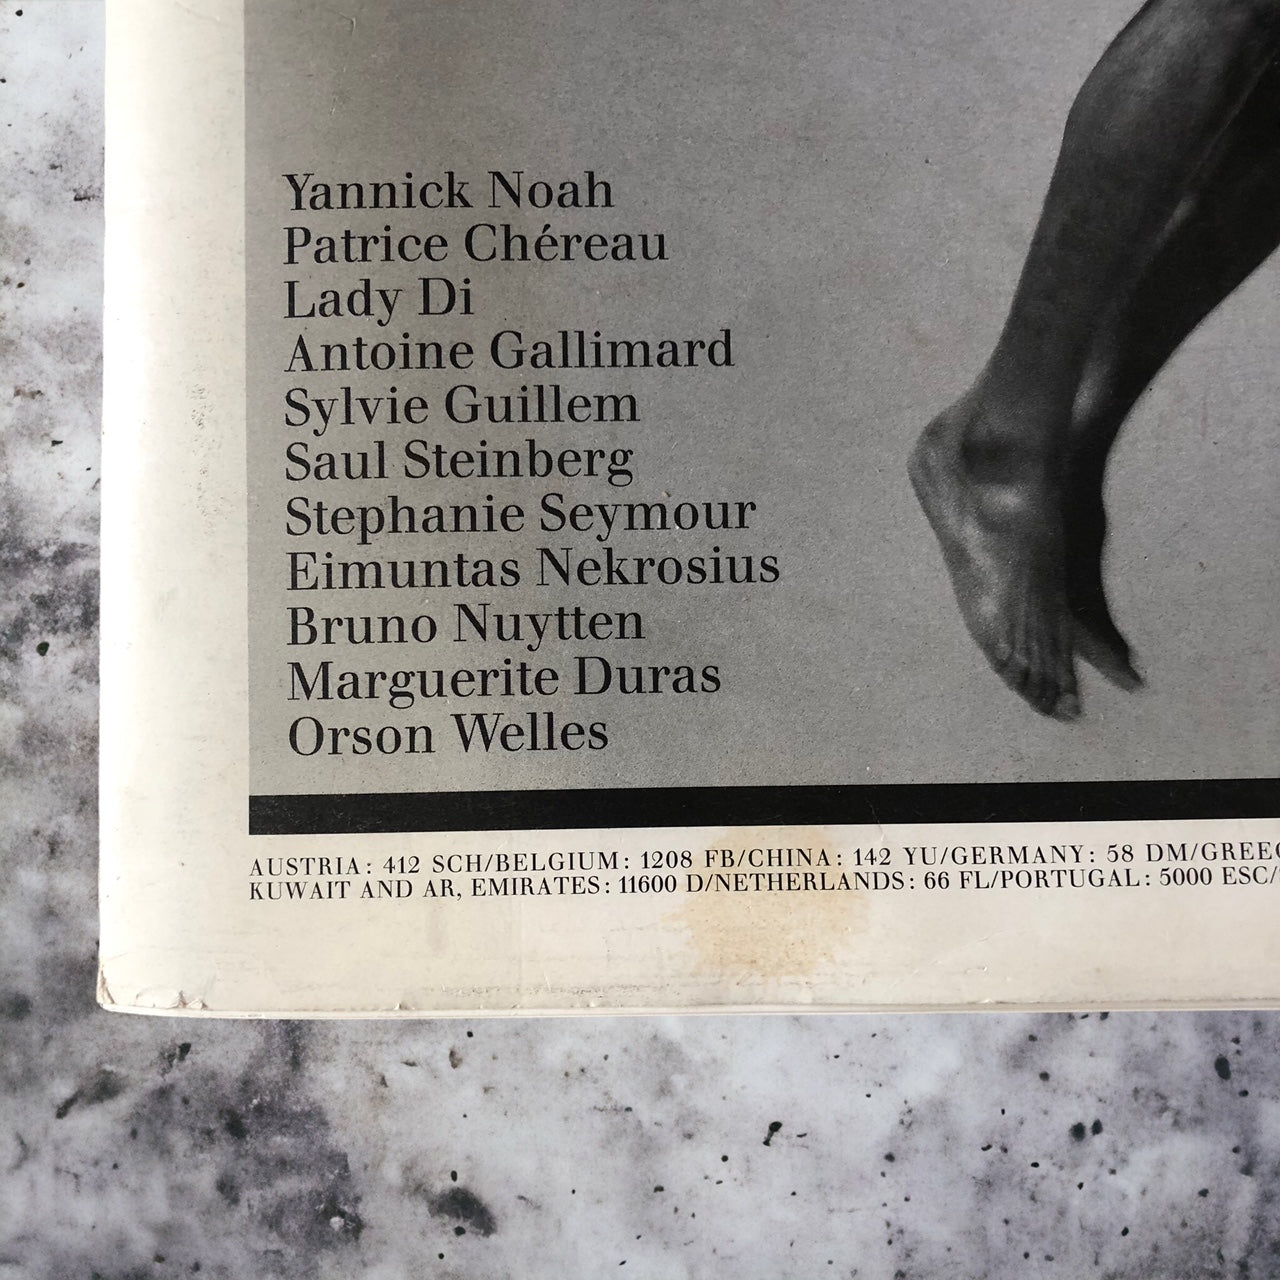 Yannick Noah
Patrice Chéreau
Lady Di
Antoine Gallimard
Sylvie Guillem
Saul Steinberg
Stephanie Seymour
Eimuntas Nekrosius
Bruno Nuytten
Marguerite Duras
Orson Welles
AUSTRIA: 412 SCH/BELGIUM: 1208 FB/CHINA: 142 YU/GERMANY: 58 DM/GREEC
KUWAIT AND AR, EMIRATES: 11600 D/NETHERLANDS: 66 FL/PORTUGAL: 5000 ESC/